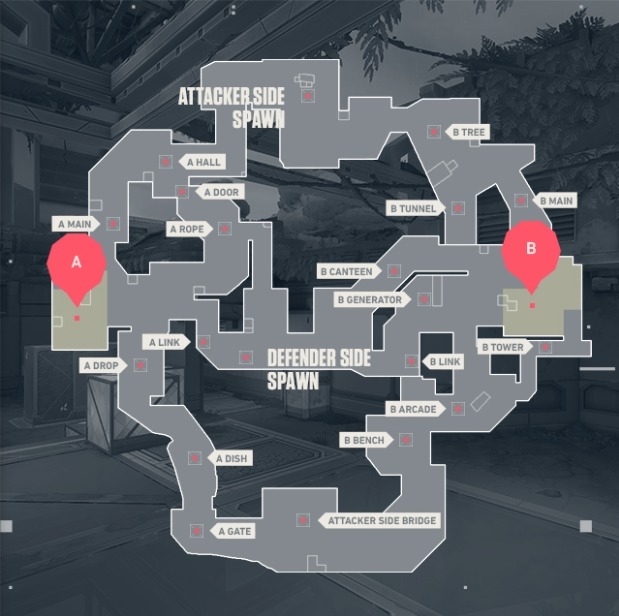 ATTACKER SIDE
SPAWN
B TREE
A HALL
A DOOR
B MAIN
B TUNNEL
A MAIN
A ROPE
A
B
B CANTEEN
B GENERATOR
A LINK
B TOWER
DEFENDER SIDE
SPAWN
A DROP
B LINK
B ARCADE
B BENCH
A DISH
ATTACKER SIDE BRIDGE
A GATE